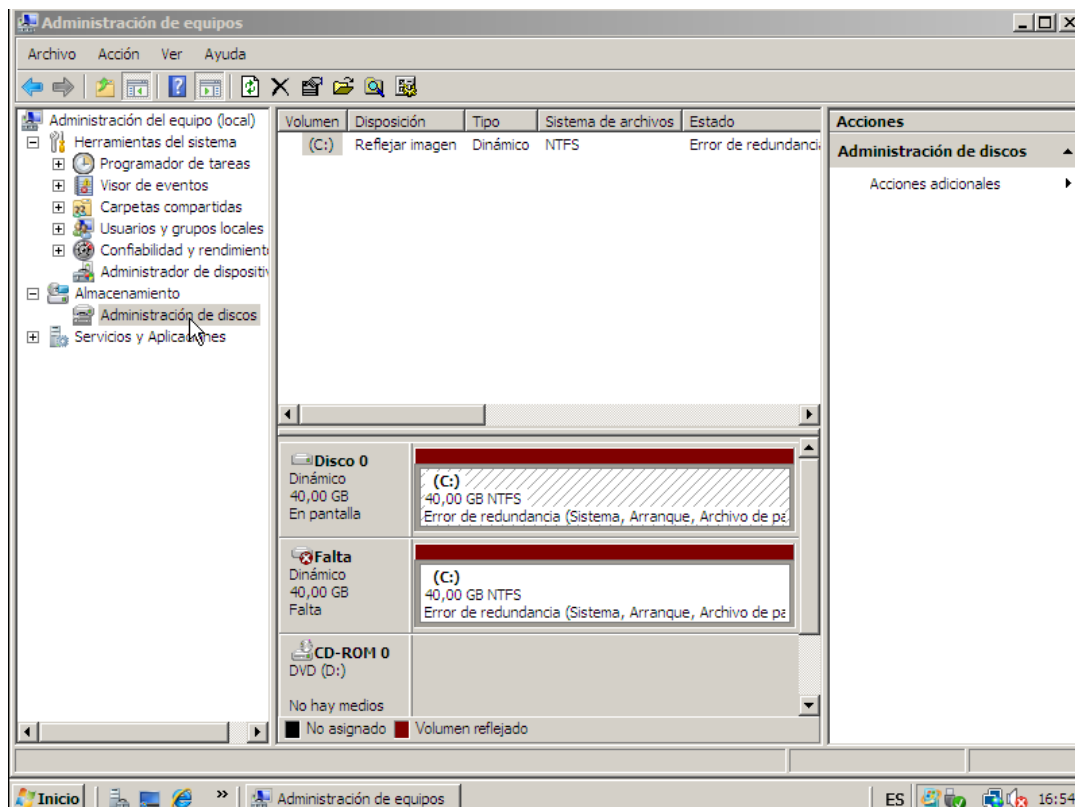 Administración de equipos
Archivo Acción Ver Ayuda
Administración del equipo (local)
Herramientas del sistema
Programador de tareas
Visor de eventos
Carpetas compartidas
Usuarios y grupos locales
Confiabilidad y rendimient
Administrador de dispositiv
Almacenamiento
Administración de discos
Servicios y Aplicaciones
Volumen Disposición Tipo Sistema de archivos Estado
(C:) Reflejar imagen Dinámico NTFS Error de redundanci
Disco 0
Dinámico
40,00 GB
En pantalla
(C:)
40,00 GB NTFS
Error de redundancia (Sistema, Arranque, Archivo de pa
Falta
Dinámico
40,00 GB
Falta
(C:)
40,00 GB NTFS
Error de redundancia (Sistema, Arranque, Archivo de pa
CD-ROM 0
DVD (D:)
No hay medios
No asignado Volumen reflejado
Acciones
Administración de discos
Acciones adicionales
Inicio » Administración de equipos ES 16:54